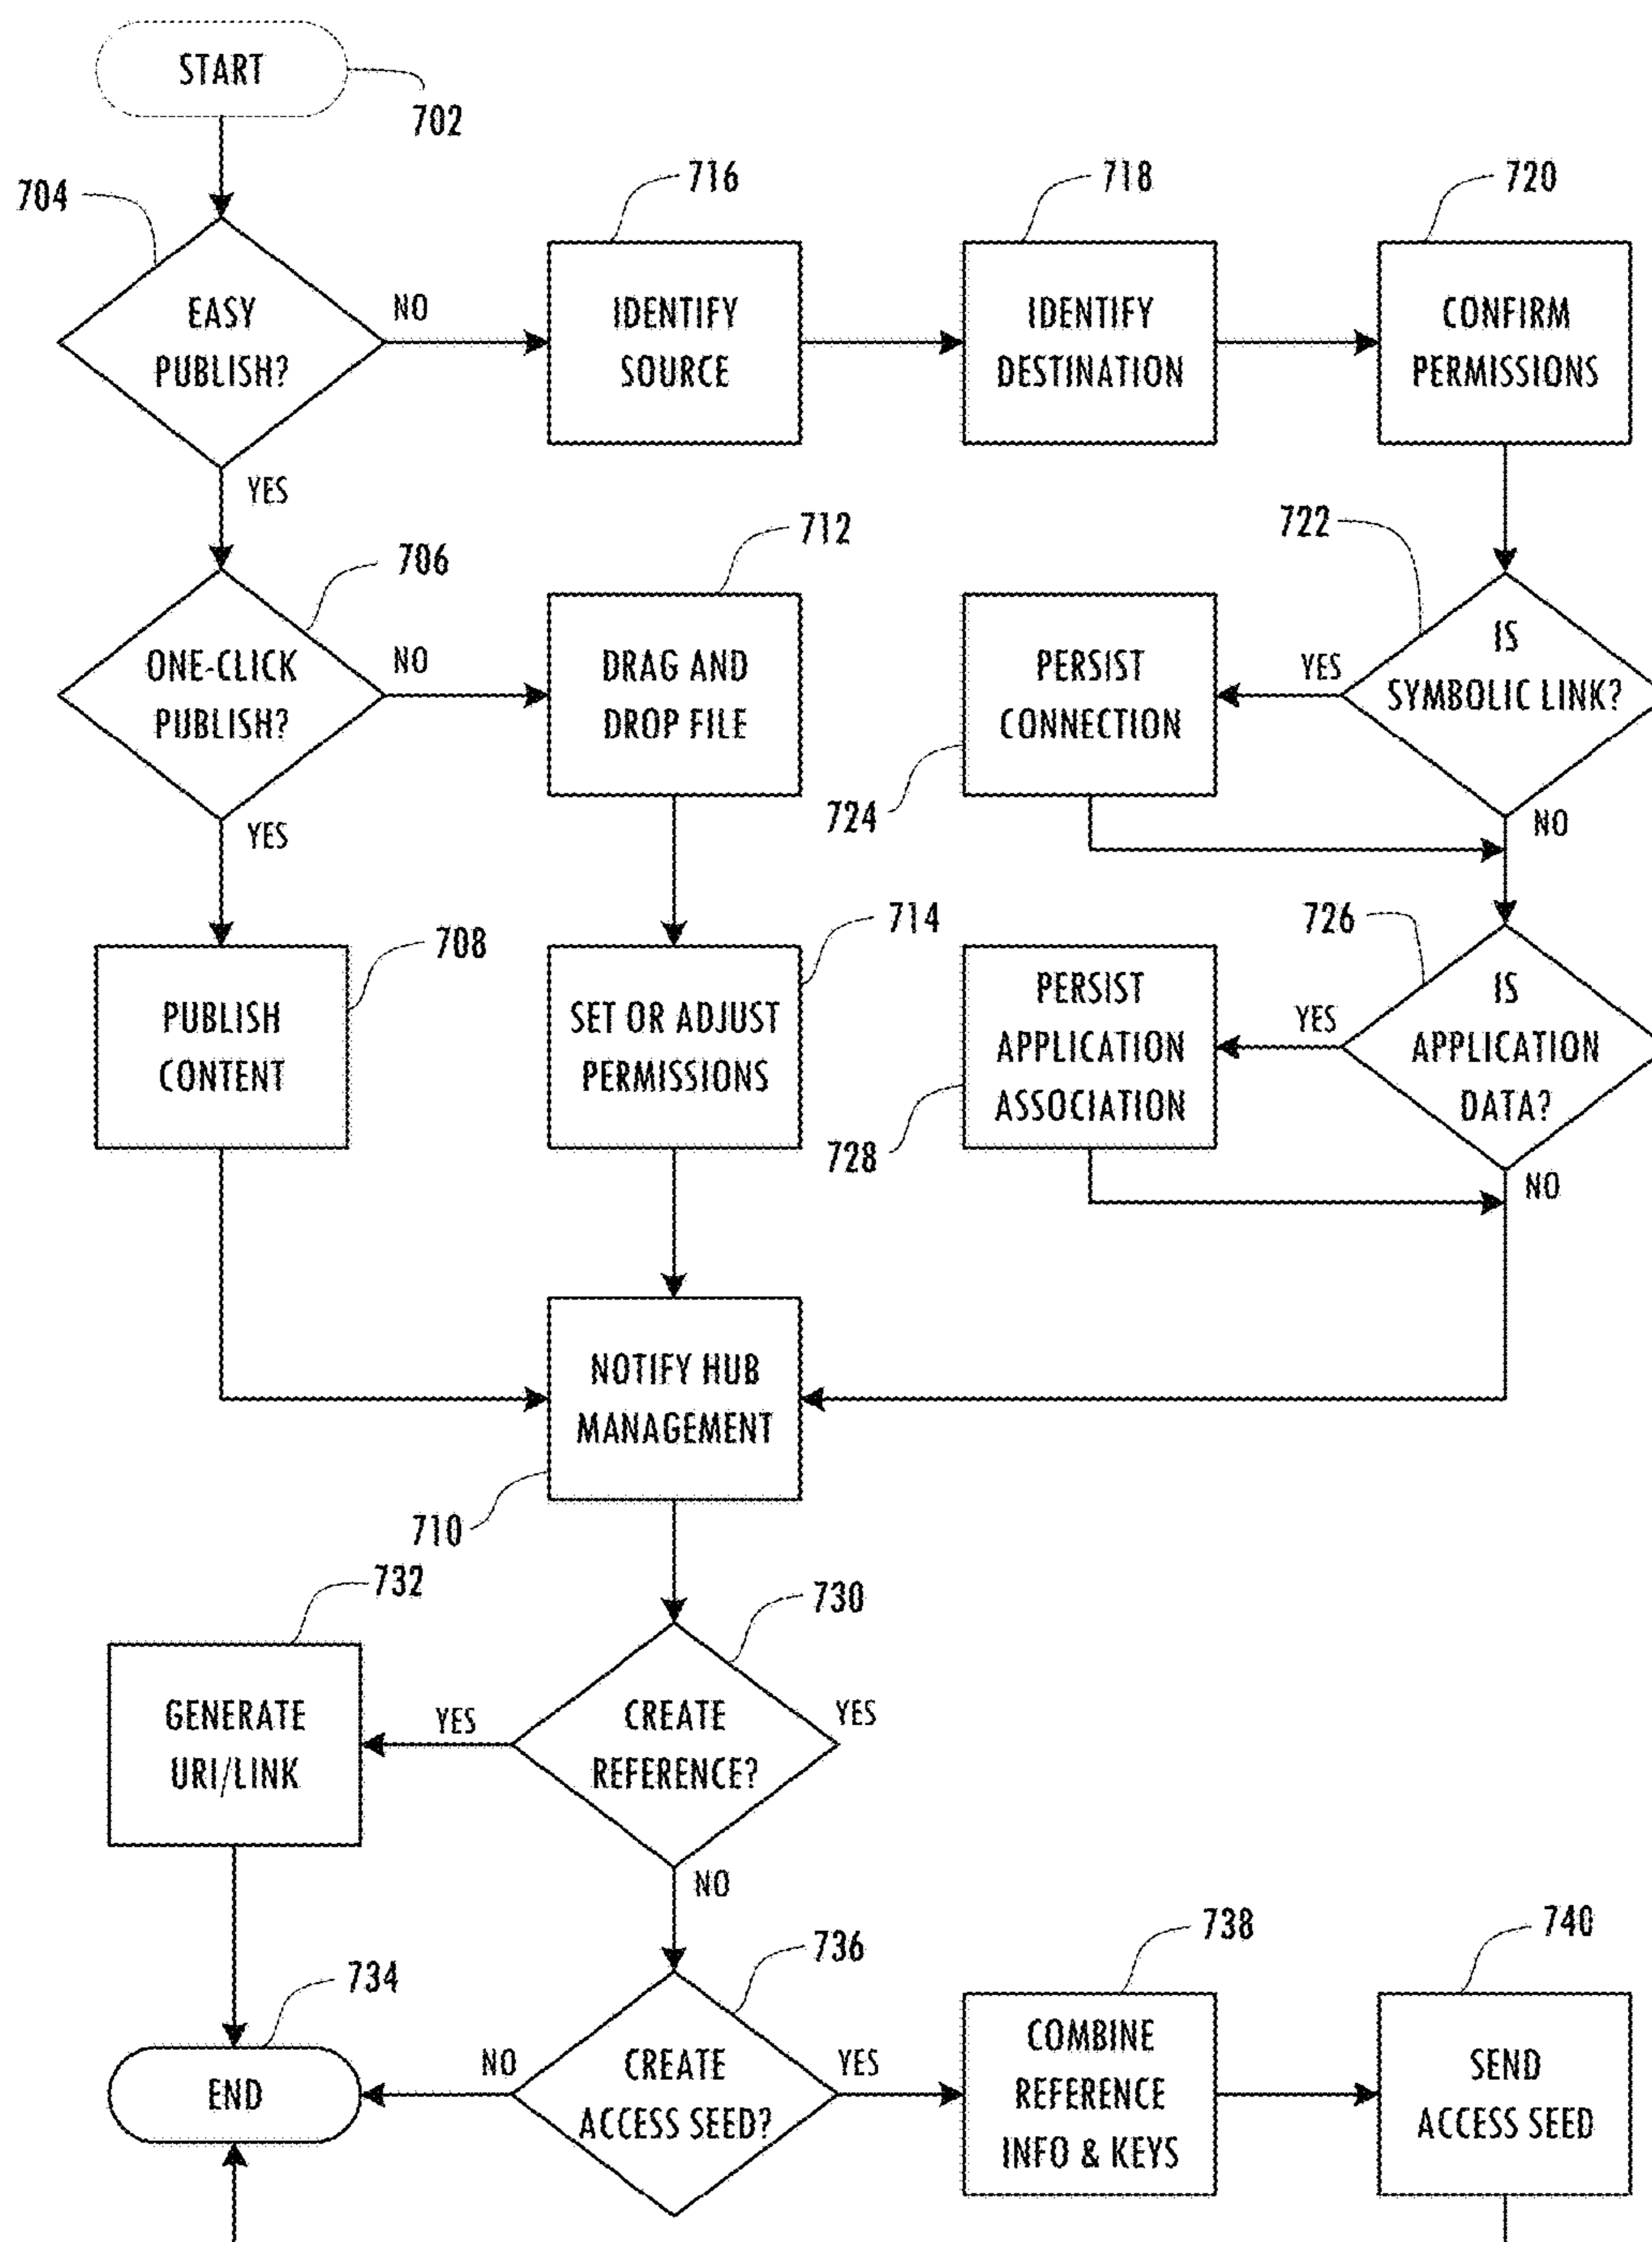 START
702
704
716
718
720
EASY
PUBLISH?
NO
IDENTIFY
SOURCE
IDENTIFY
DESTINATION
CONFIRM
PERMISSIONS
YES
706
712
722
ONE-CLICK
PUBLISH?
NO
DRAG AND
DROP FILE
PERSIST
CONNECTION
YES
IS
SYMBOLIC LINK?
724
NO
YES
708
714
726
PUBLISH
CONTENT
SET OR ADJUST
PERMISSIONS
PERSIST
APPLICATION
ASSOCIATION
YES
IS
APPLICATION
DATA?
728
NO
NOTIFY HUB
MANAGEMENT
710
732
730
GENERATE
URI/LINK
YES
CREATE
REFERENCE?
YES
NO
734
736
738
740
END
NO
CREATE
ACCESS SEED?
YES
COMBINE
REFERENCE
INFO & KEYS
SEND
ACCESS SEED